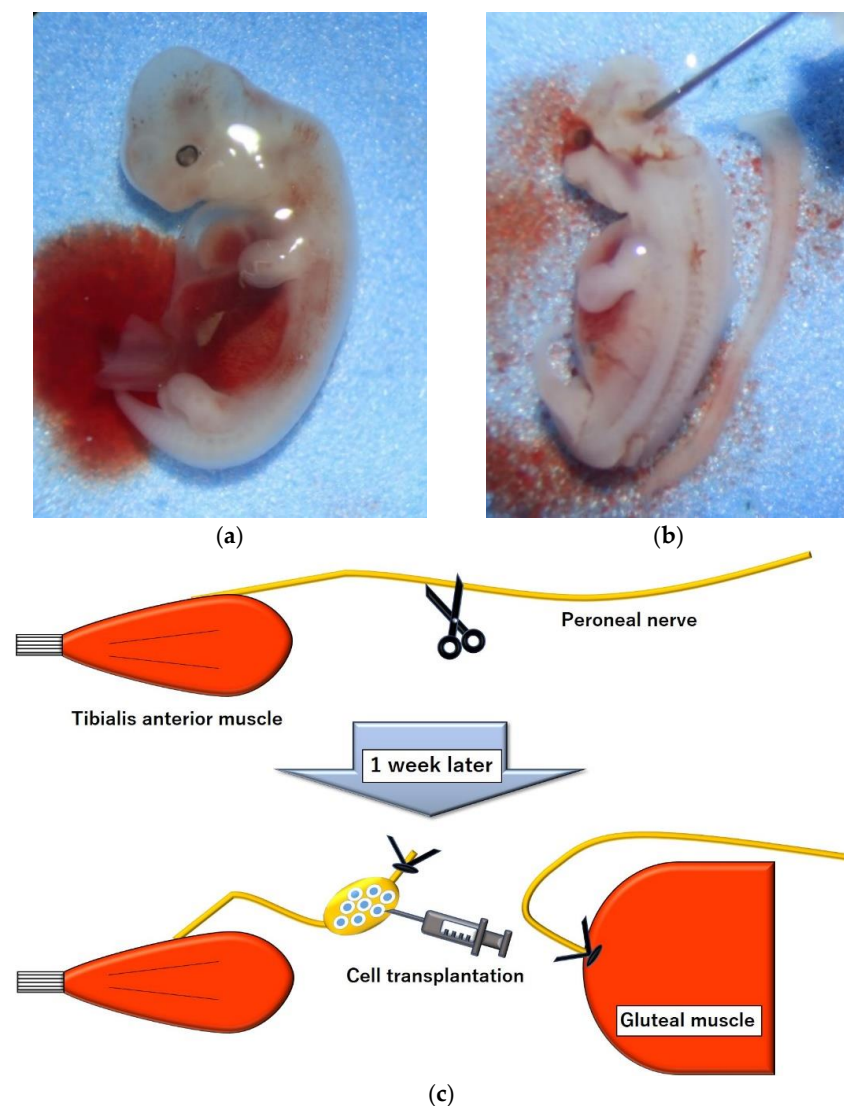 (a)
(b)
Peroneal nerve
Tibialis anterior muscle
1 week later
Cell transplantation
Gluteal muscle
(c)